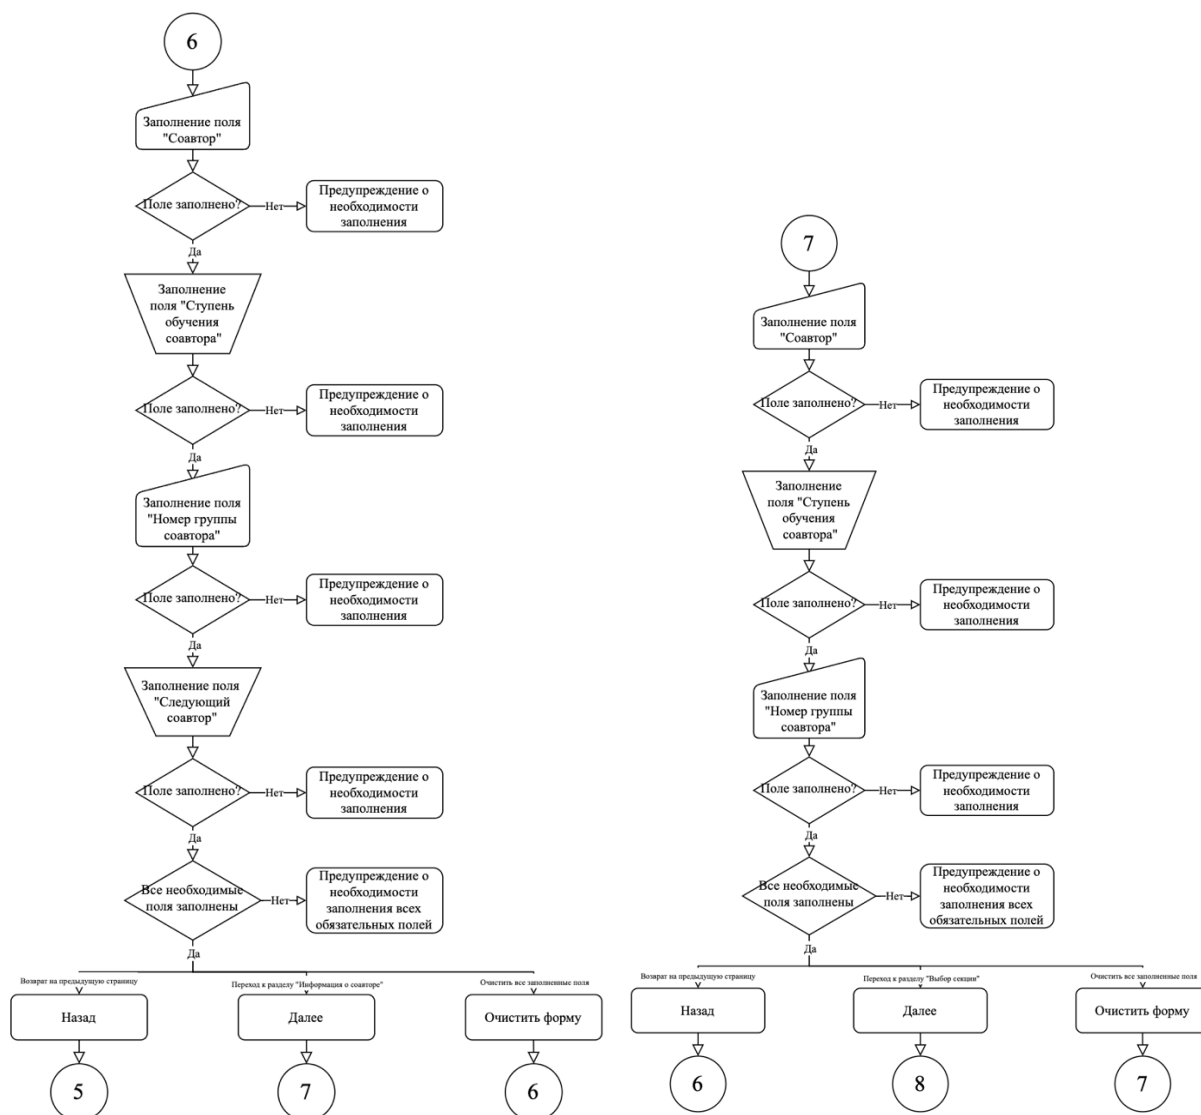 6
Заполнение поля
"Соавтор"
Поле заполнено?
Нет
Предупреждение о
необходимости
заполнения
Да
Заполнение
поля "Ступень
обучения
соавтора"
Поле заполнено?
Нет
Предупреждение о
необходимости
заполнения
Да
Заполнение поля
"Номер группы
соавтора"
Поле заполнено?
Нет
Предупреждение о
необходимости
заполнения
Да
Заполнение поля
"Следующий
соавтор"
Поле заполнено?
Нет
Предупреждение о
необходимости
заполнения
Да
Все необходимые
поля заполнены
Нет
Предупреждение о
необходимости
заполнения всех
обязательных полей
Да
Возврат на предыдущую страницу
Переход к разделу "Информация о соавторе"
Очистить все заполненные поля
Назад
Далее
Очистить форму
5
7
6
7
Заполнение поля
"Соавтор"
Поле заполнено?
Нет
Предупреждение о
необходимости
заполнения
Да
Заполнение
поля "Ступень
обучения
соавтора"
Поле заполнено?
Нет
Предупреждение о
необходимости
заполнения
Да
Заполнение поля
"Номер группы
соавтора"
Поле заполнено?
Нет
Предупреждение о
необходимости
заполнения
Да
Все необходимые
поля заполнены
Нет
Предупреждение о
необходимости
заполнения всех
обязательных полей
Да
Возврат на предыдущую страницу
Переход к разделу "Выбор секции"
Очистить все заполненные поля
Назад
Далее
Очистить форму
6
8
7